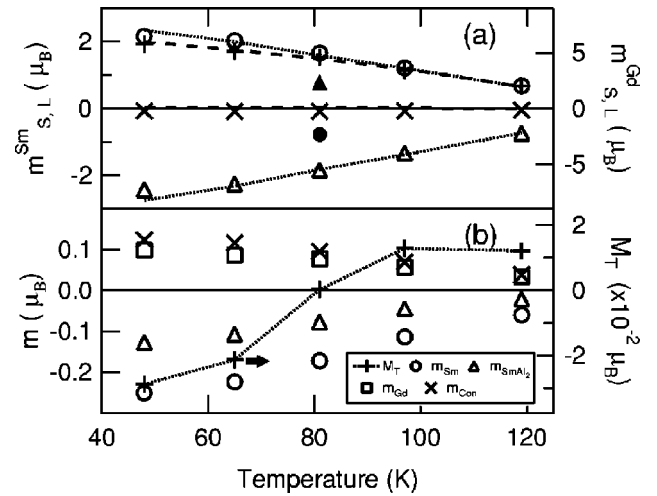 (a)
2
0
-2
m^Sm_S, L ( μ_B )
5
0
-5
m^Gd_S, L ( μ_B )
(b)
0.1
0.0
-0.1
-0.2
m ( μ_B )
2
0
-2
M_T (x10^-2 μ_B )
M_T m_Sm m_SmAl_2
m_Gd m_Con
40 60 80 100 120
Temperature (K)